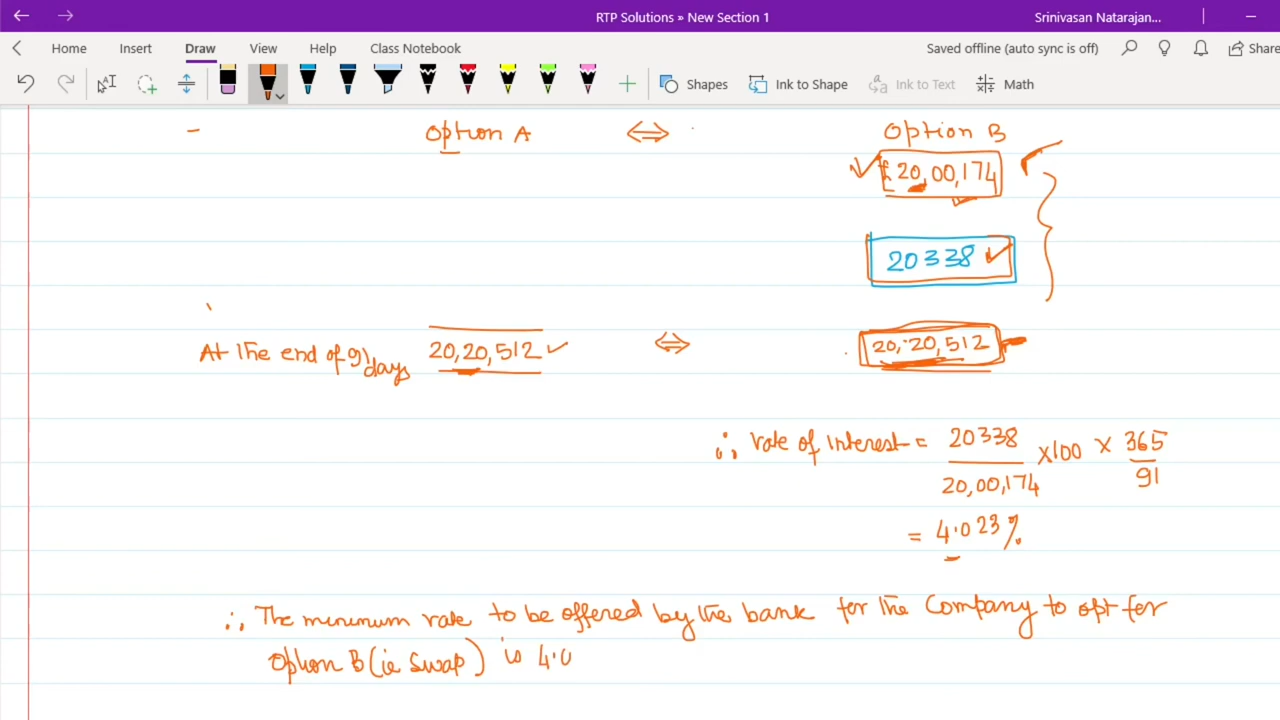 RTP Solutions » New Section 1
Srinivasan Natarajan...
Home Insert Draw View Help Class Notebook
Saved offline (auto sync is off)
Share
Shapes Ink to Shape Ink to Text Math
Option A ⇔ Option B
£20,00,174
20338
At the end of 91 days 20,20,512 ⇔ 20,20,512
∴ rate of interest = 20338 / 20,00,174 ×100 × 365 / 91
= 4.023%
∴ The minimum rate to be offered by the bank for the Company to opt for
Option B (ie Swap) is 4.0